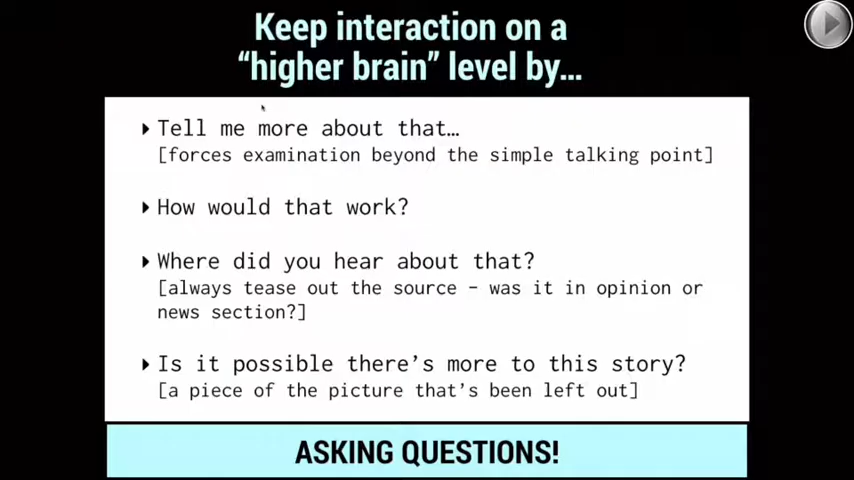 Keep interaction on a
“higher brain” level by...
Tell me more about that…
[forces examination beyond the simple talking point]
How would that work?
Where did you hear about that?
[always tease out the source – was it in opinion or
news section?]
Is it possible there’s more to this story?
[a piece of the picture that’s been left out]
ASKING QUESTIONS!